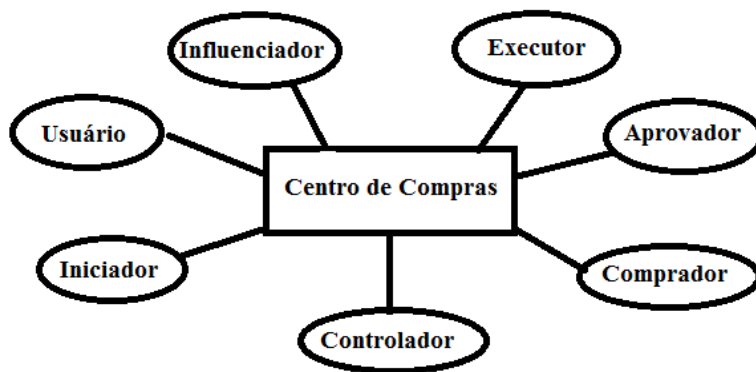 Influenciador
Executor
Usuário
Aprovador
Centro de Compras
Iniciador
Comprador
Controlador